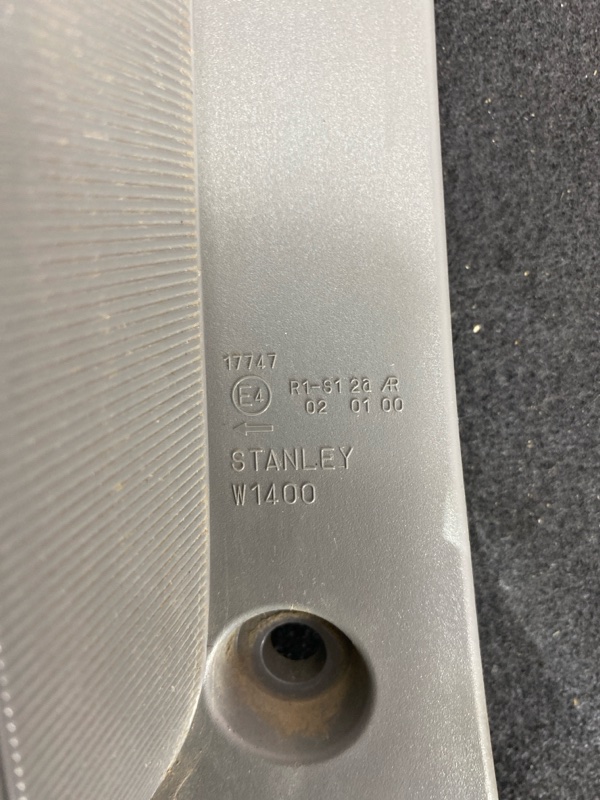 17747
E4 R1-S1 2a AR
02 01 00
STANLEY
W1400